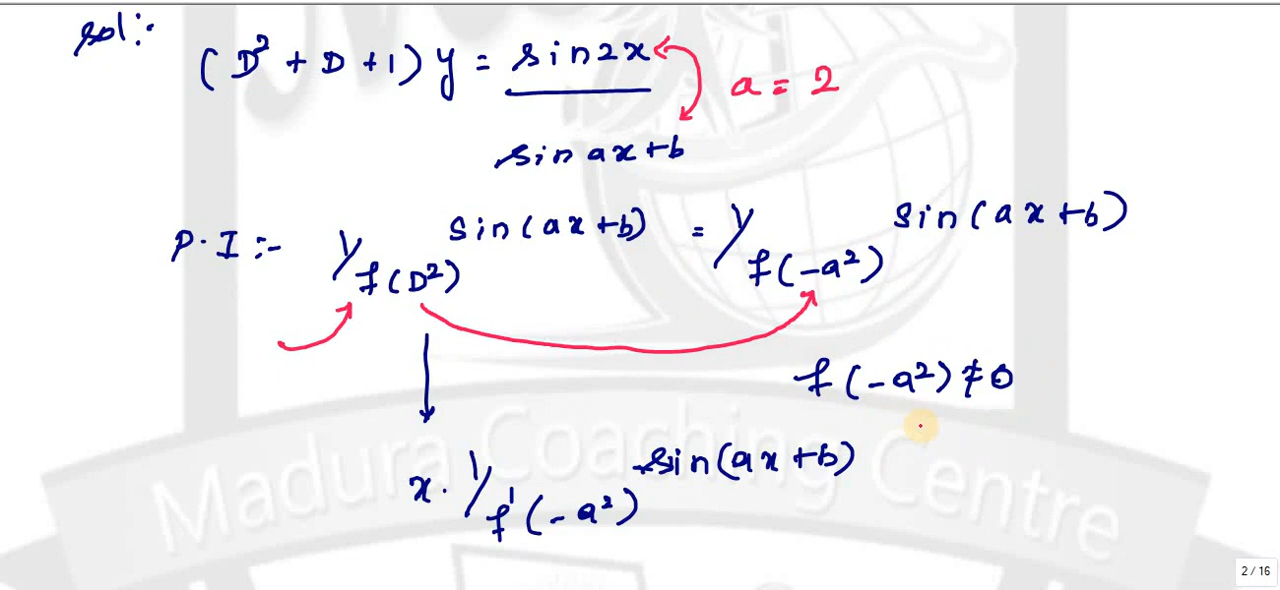 Sol:-
(D² + D + 1) y = sin2x
a = 2
sin ax+b
P.I :- 1/f(D²) sin(ax+b) = 1/f(-a²) sin(ax+b)
f(-a²) ≠ 0
x. 1/f'(-a²) sin(ax+b)
Madura Coaching Centre
2 / 16